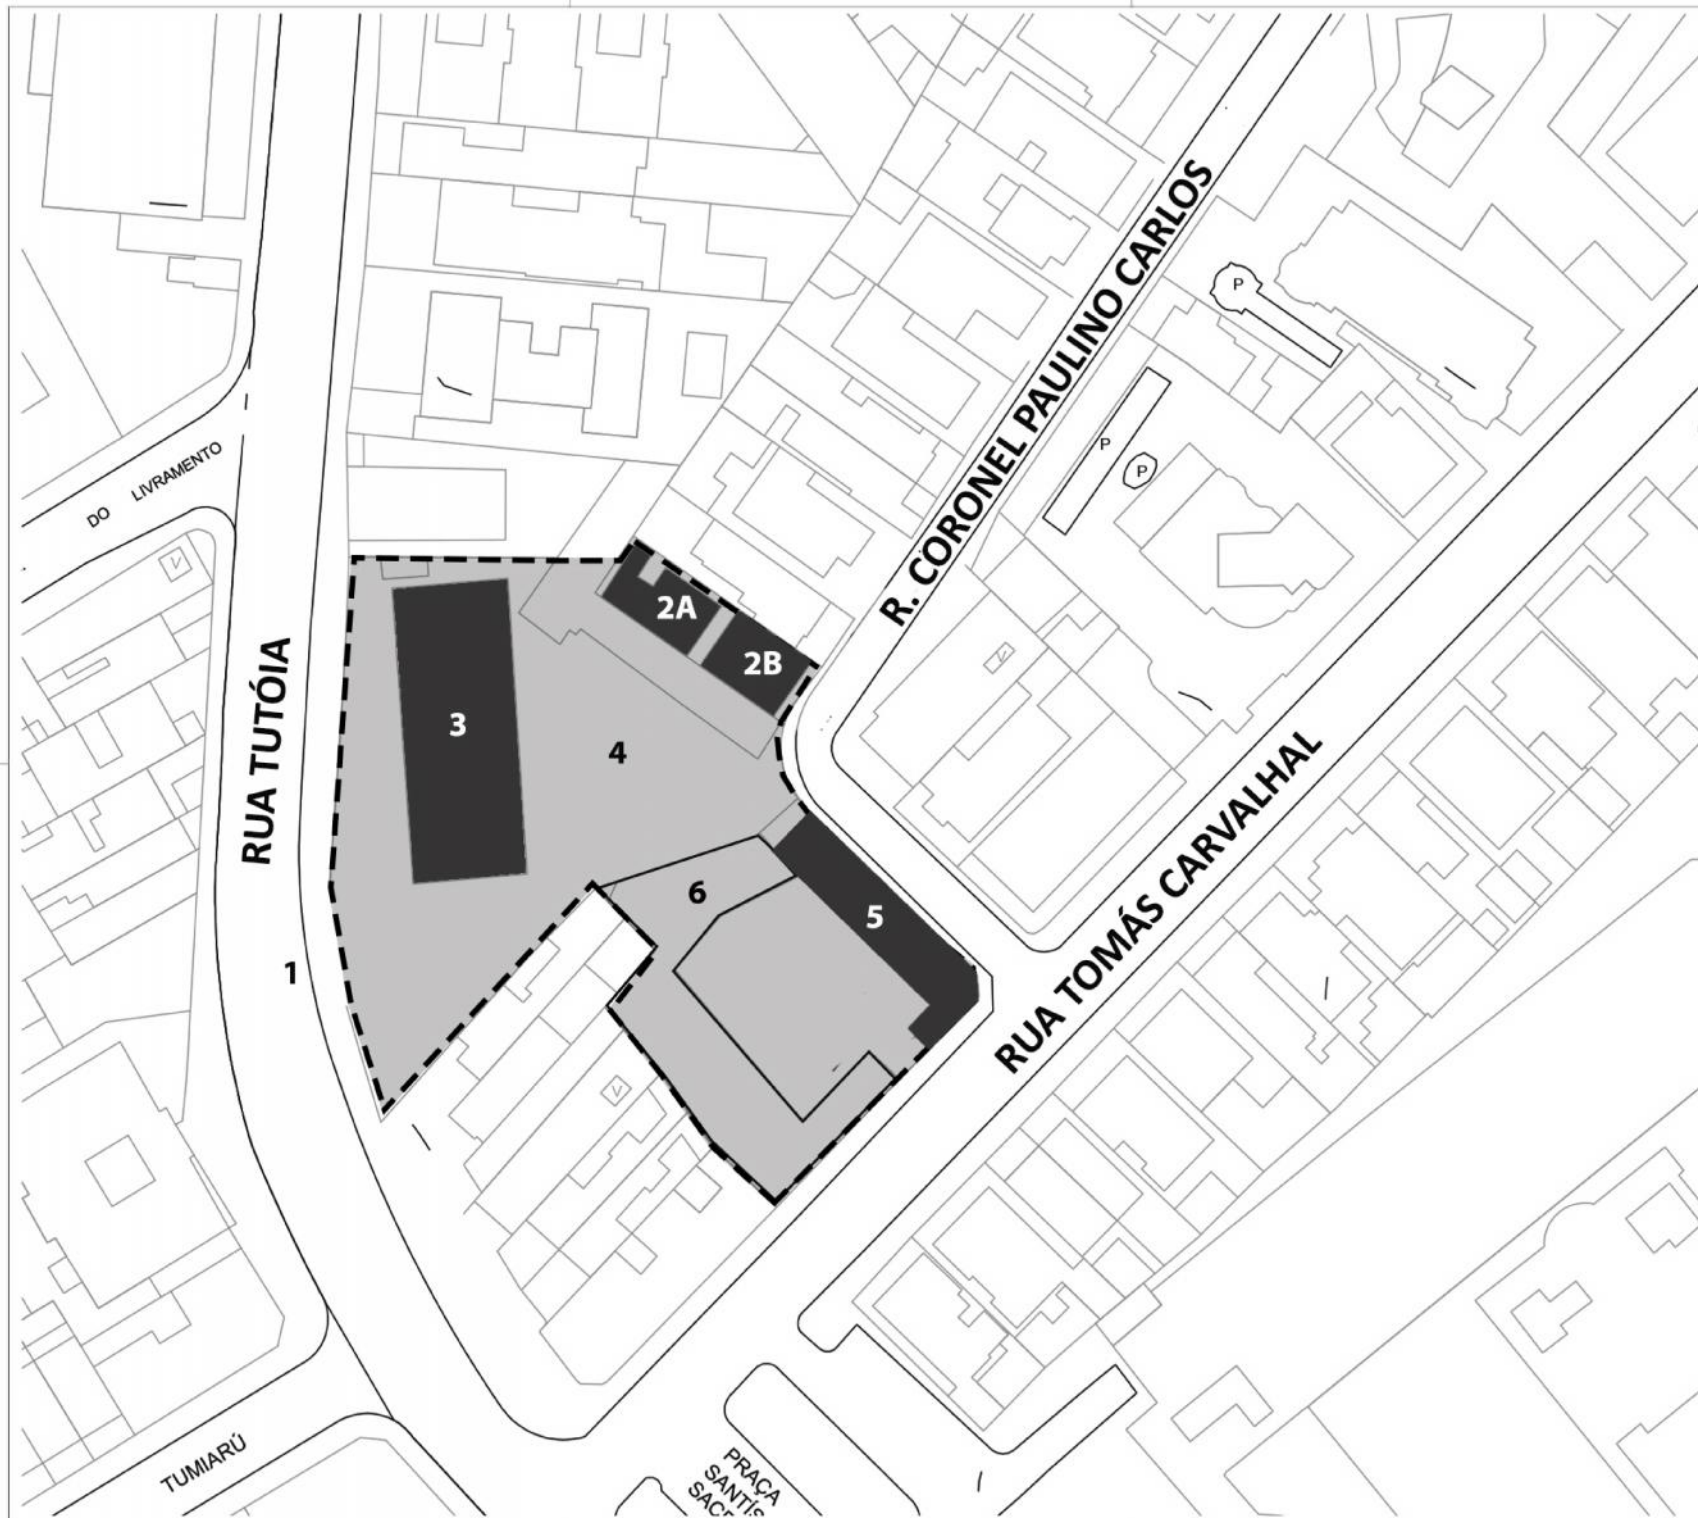 R. CORONEL PAULINO CARLOS
P
P
P
DO LIVRAMENTO
2A
2B
RUA TUTÓIA
3
4
V
V
6
5
RUA TOMÁS CARVALHAL
1
V
TUMIARÚ
PRAÇA
SANTÍS